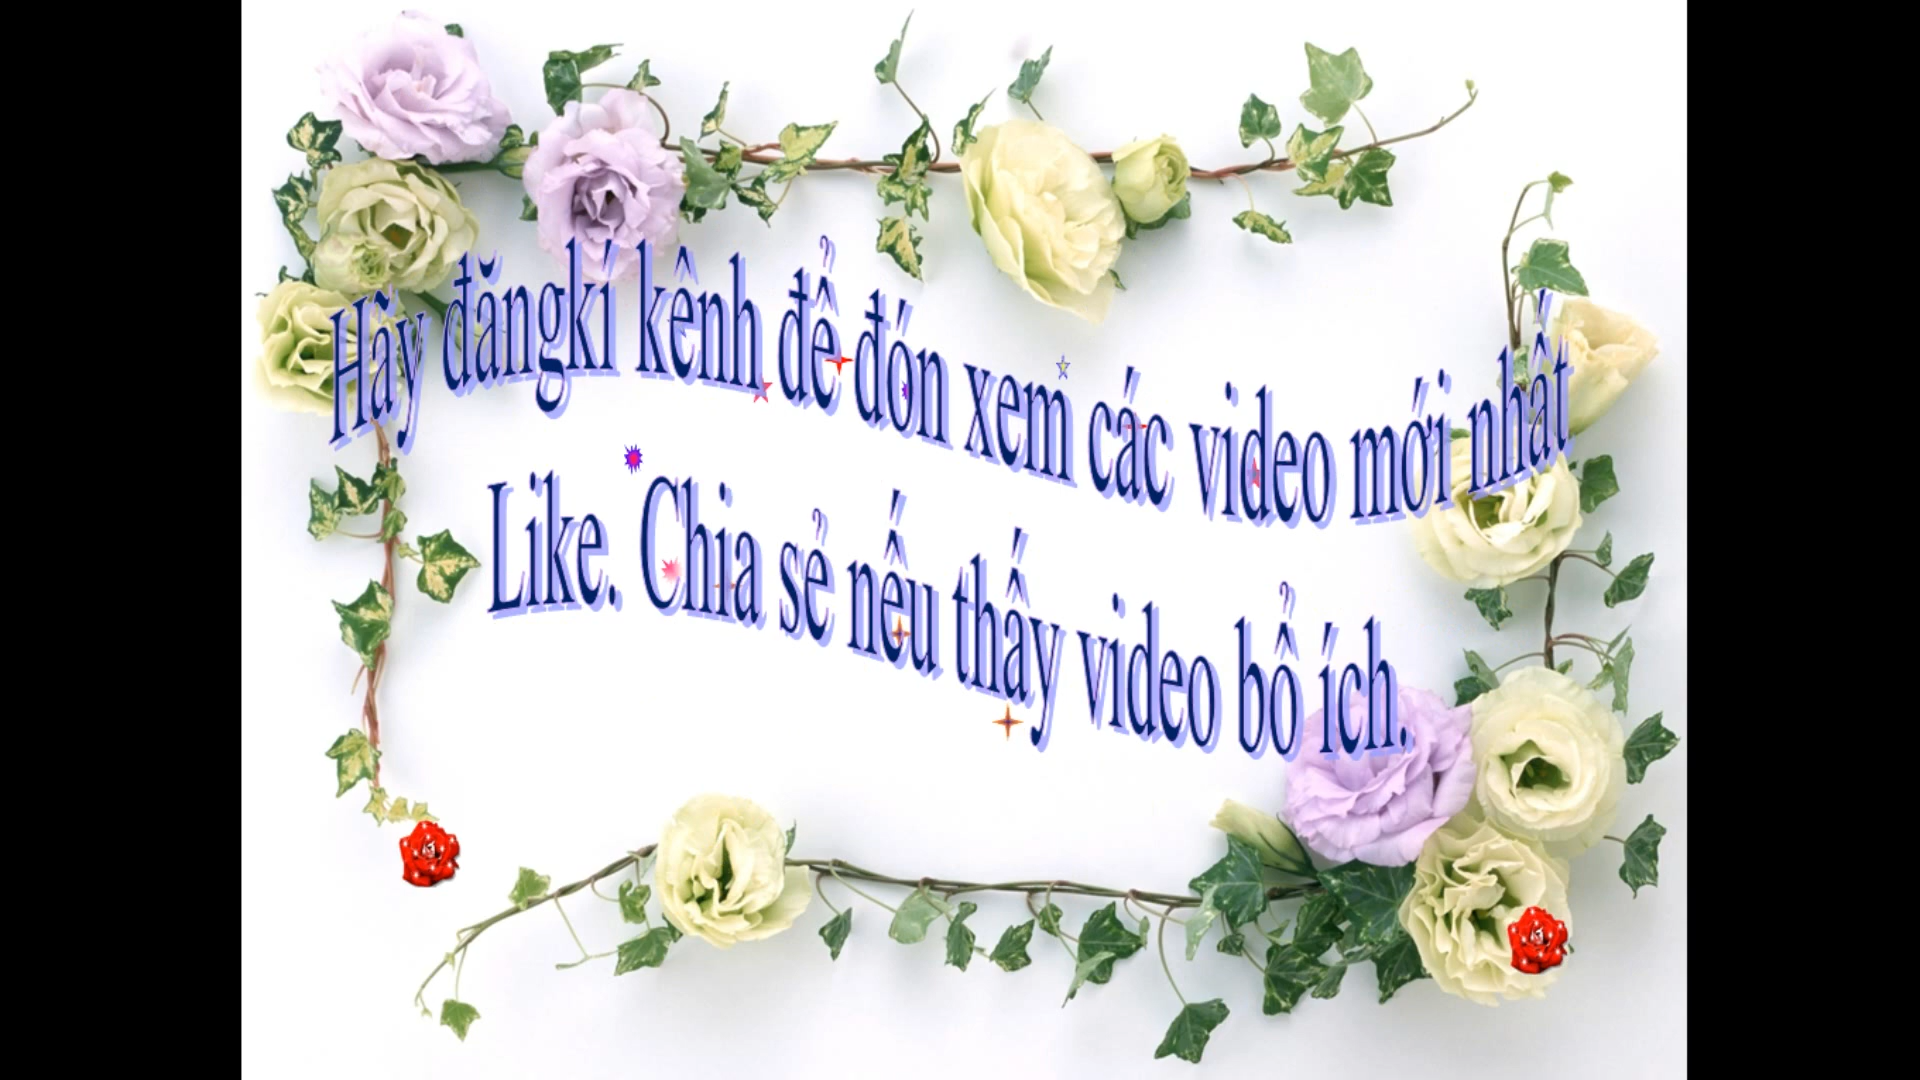 Hãy đăngkí kênh để đón xem các video mới nhất
Like. Chia sẻ nếu thấy video bổ ích.